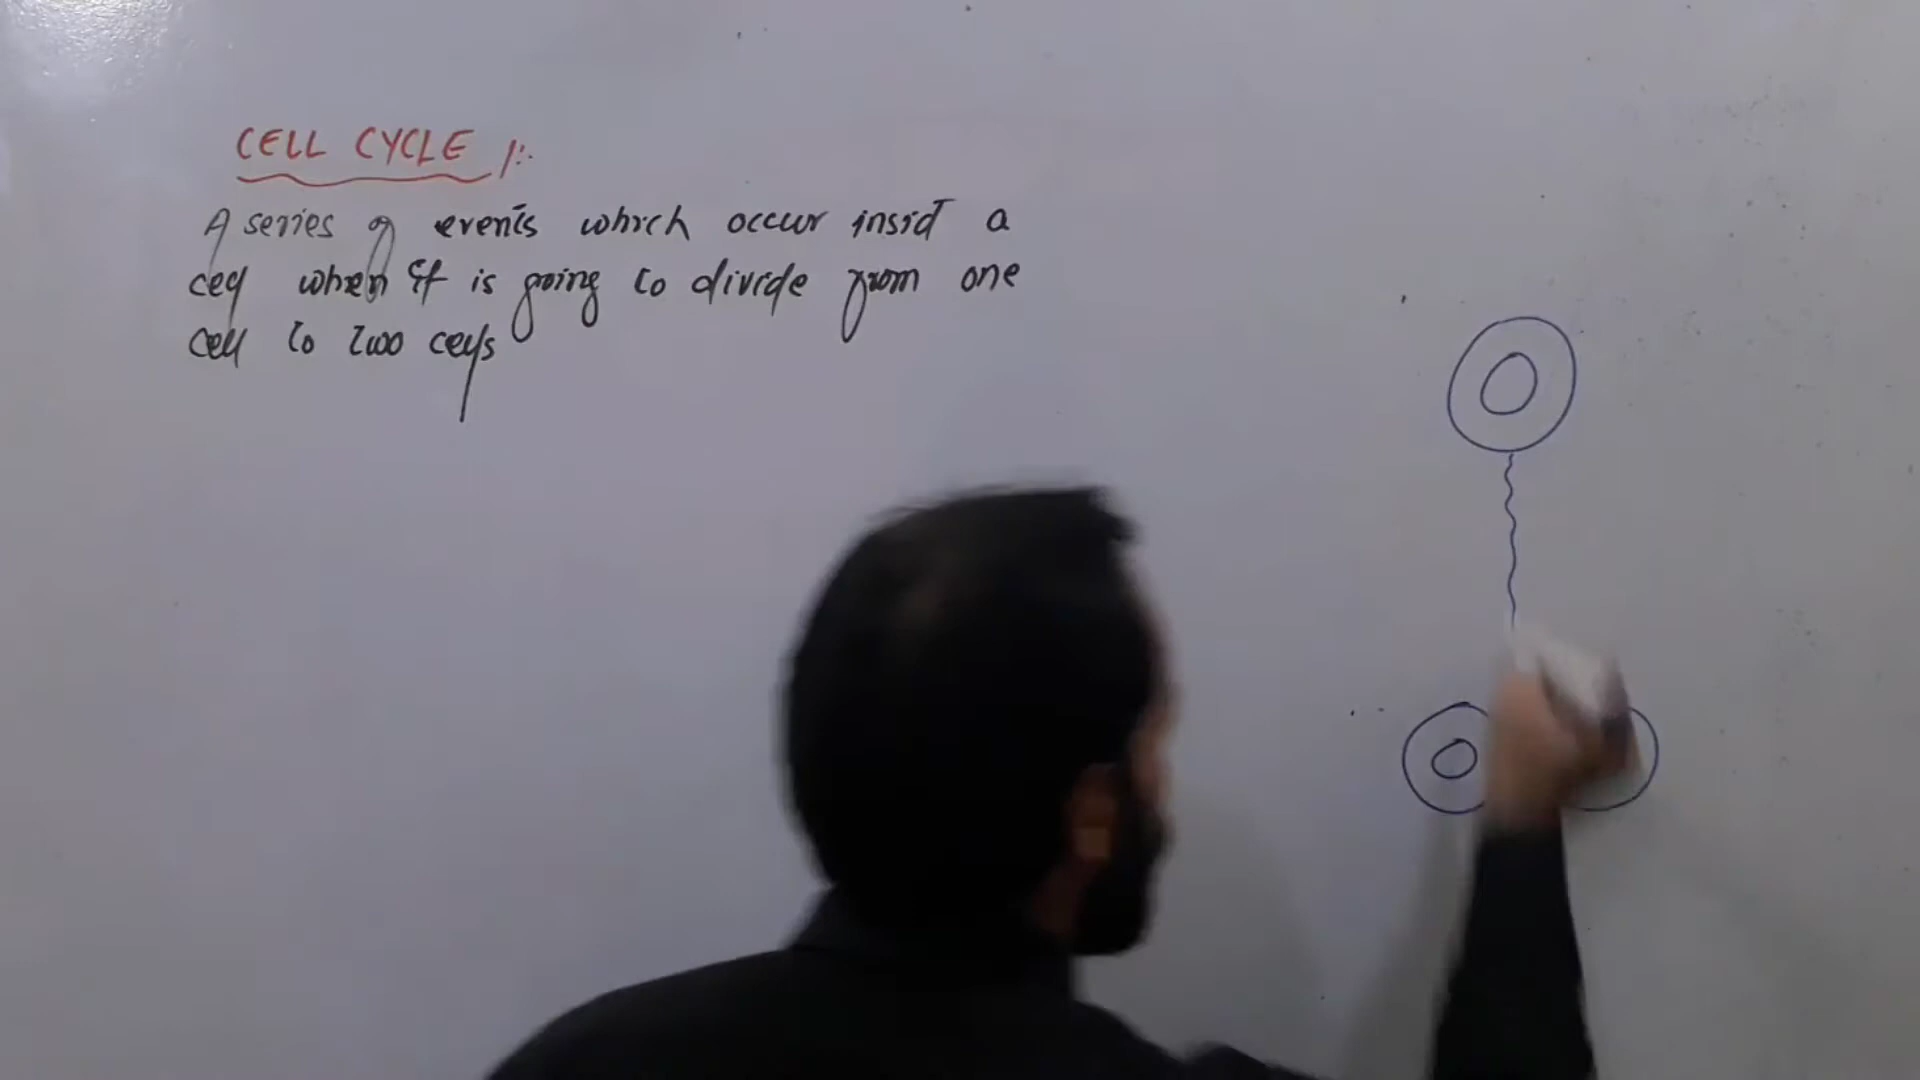 CELL CYCLE :-
A series of events which occur insid a
cell when it is going to divide from one
cell to two cells